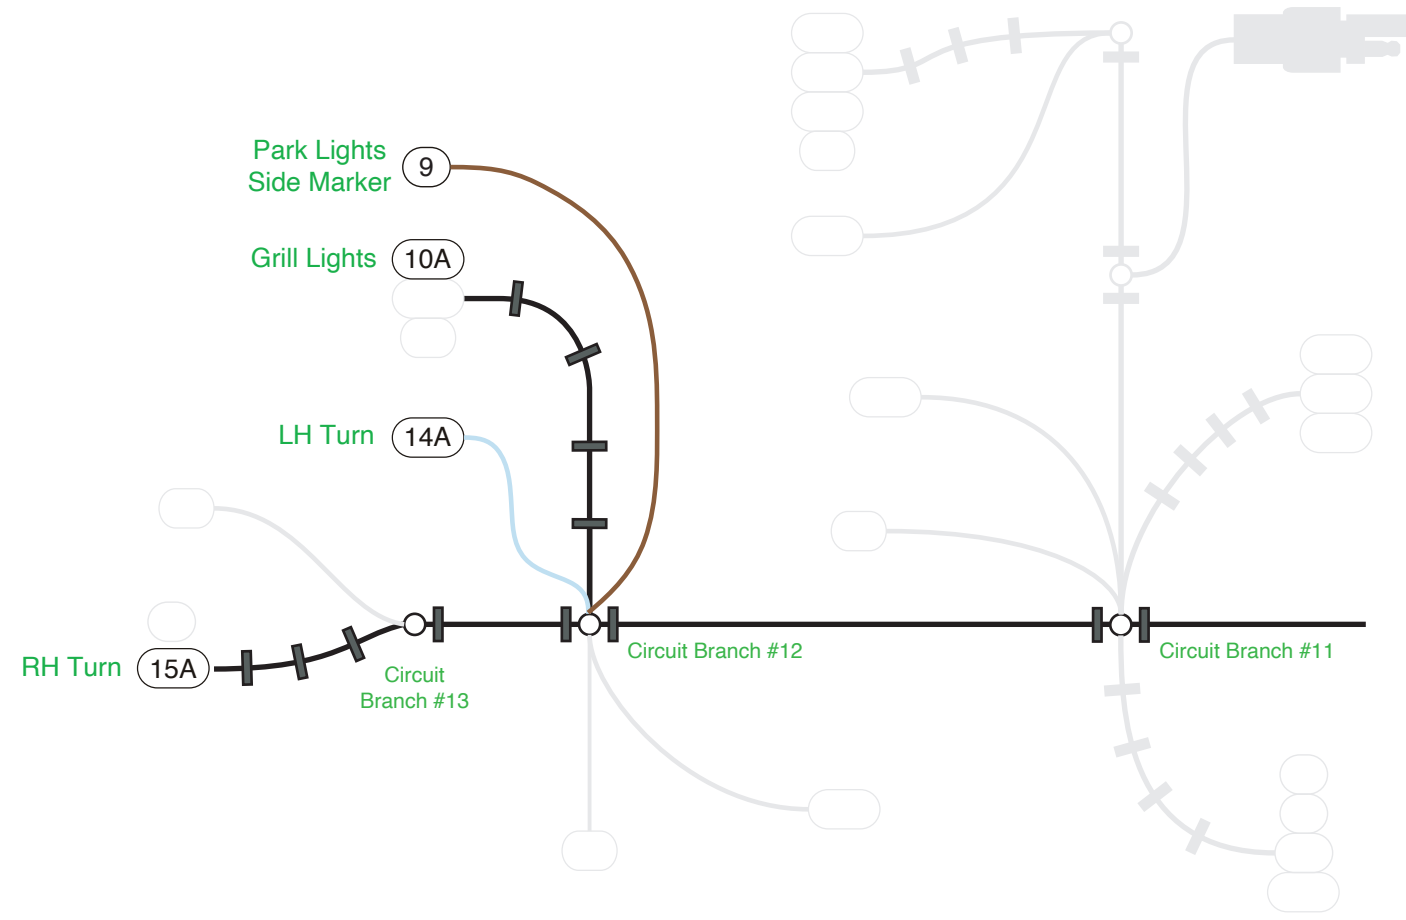 Park Lights
Side Marker
9
Grill Lights
10A
LH Turn
14A
RH Turn
15A
Circuit
Branch #13
Circuit Branch #12
Circuit Branch #11